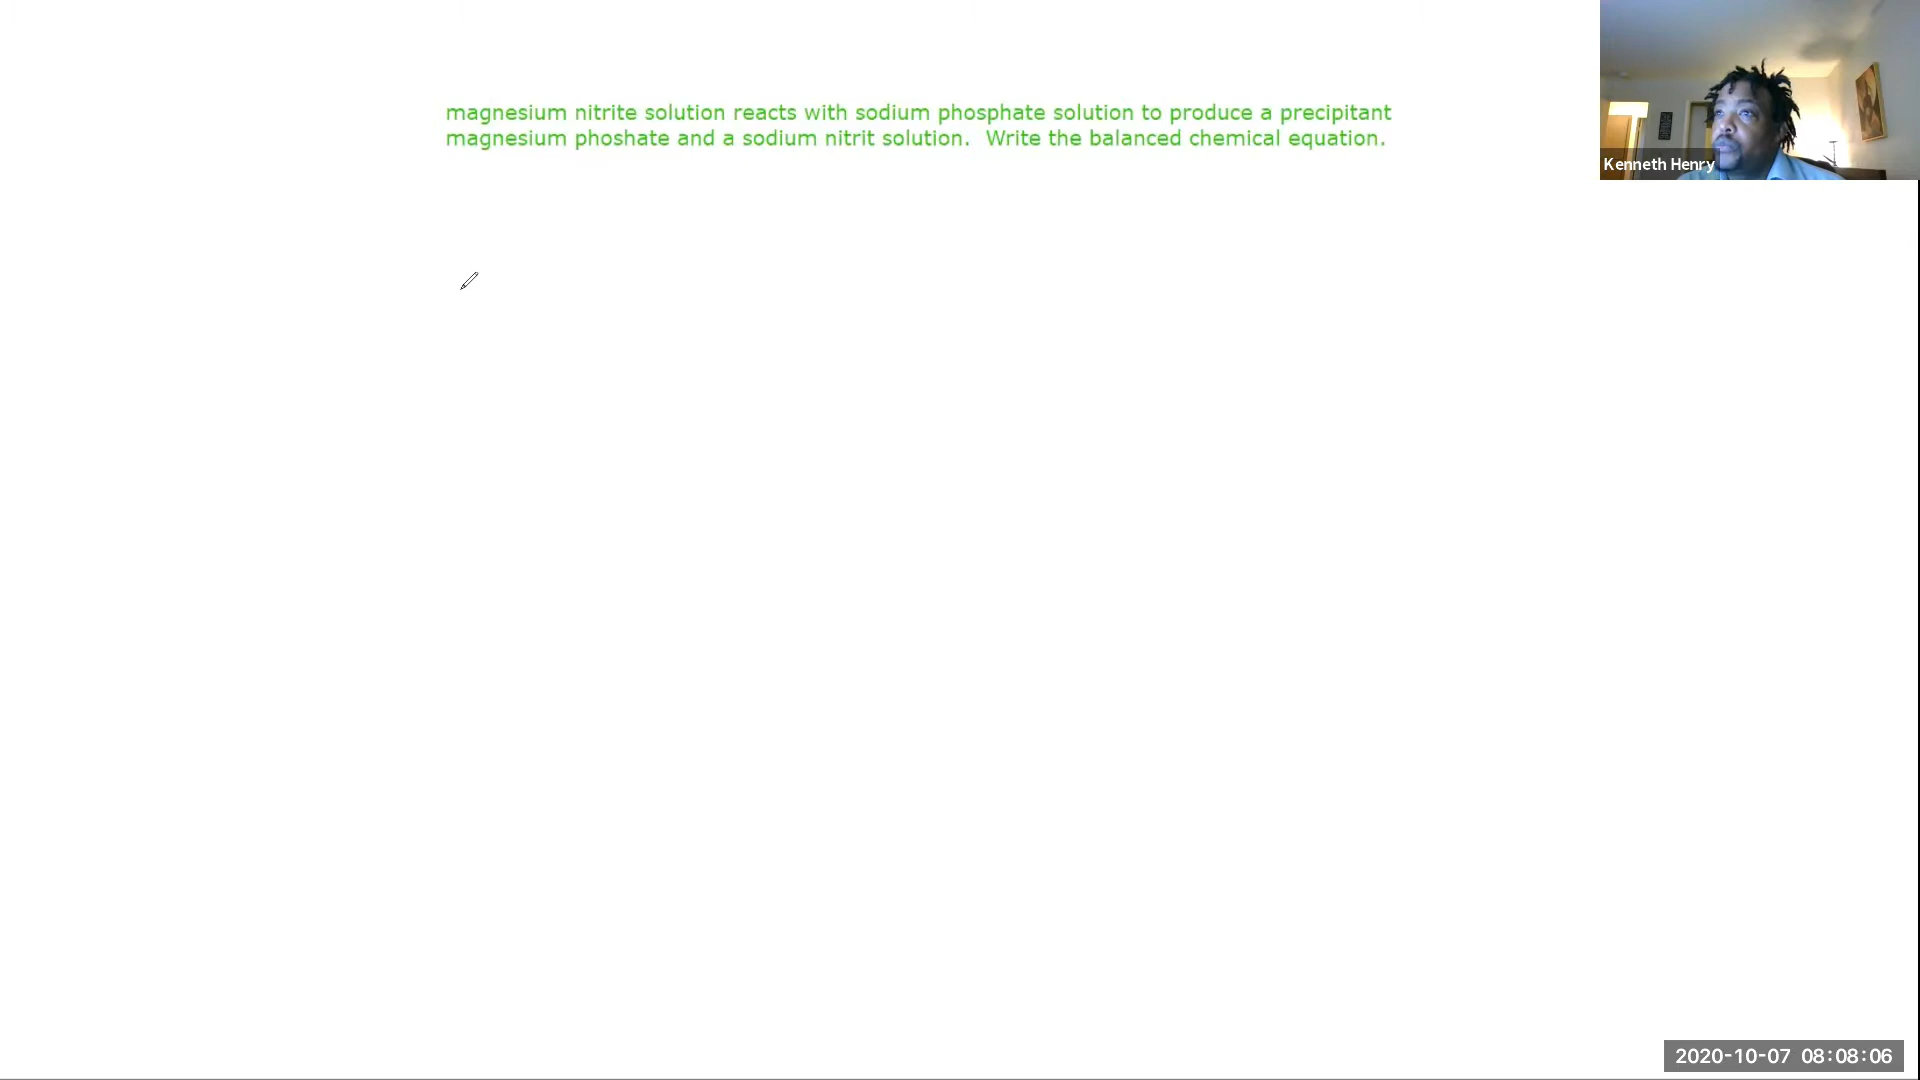 magnesium nitrite solution reacts with sodium phosphate solution to produce a precipitant
magnesium phoshate and a sodium nitrit solution.  Write the balanced chemical equation.
Kenneth Henry
2020-10-07 08:08:06